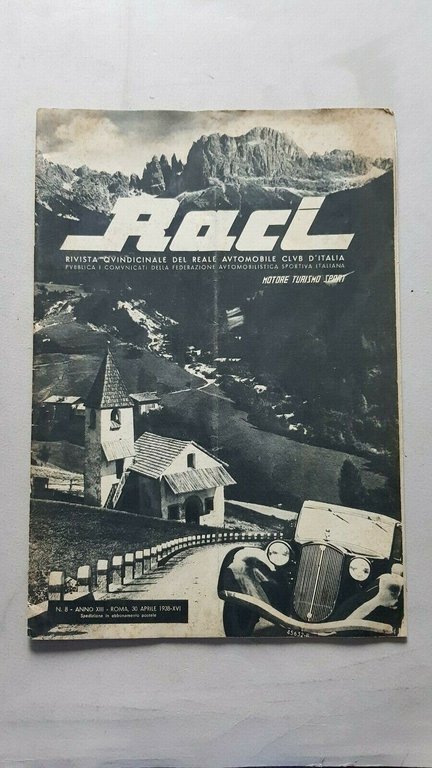 Raci
RIVISTA QVINDICINALE DEL REALE AVTOMOBILE CLVB D'ITALIA
PVBBLICA I COMVNICATI DELLA FEDERAZIONE AVTOMOBILISTICA SPORTIVA ITALIANA
MOTORE TURISMO SPORT
N. 8 - ANNO XIII - ROMA, 30 APRILE 1938-XVI
Spedizione in abbonamento postale